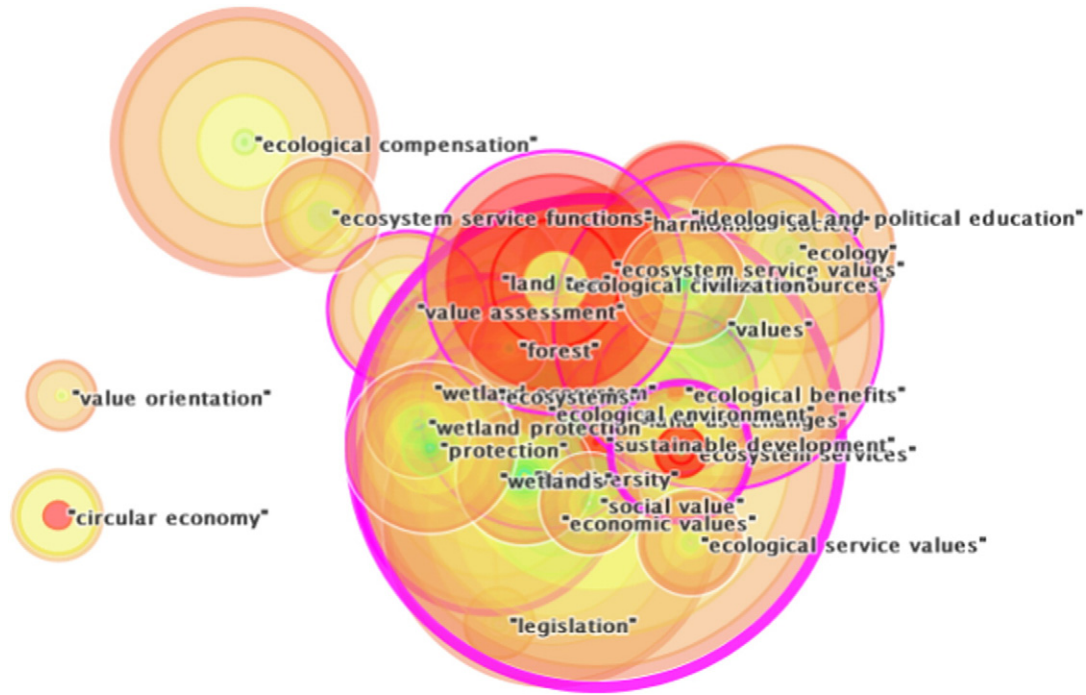 "ecological compensation"
"ecosystem service functions"
"ideological and political education"
"harmonious society"
"ecology"
"ecosystem service values"
"land
"ecological civilization"
"value assessment"
"values"
"forest"
"ecological benefits"
"ecosystems"
"value orientation"
"ecological environment"
"wetland protection"
"sustainable development"
"protection"
"ecosystem services"
"wetlands"
"social value"
"circular economy"
"economic values"
"ecological service values"
"legislation"